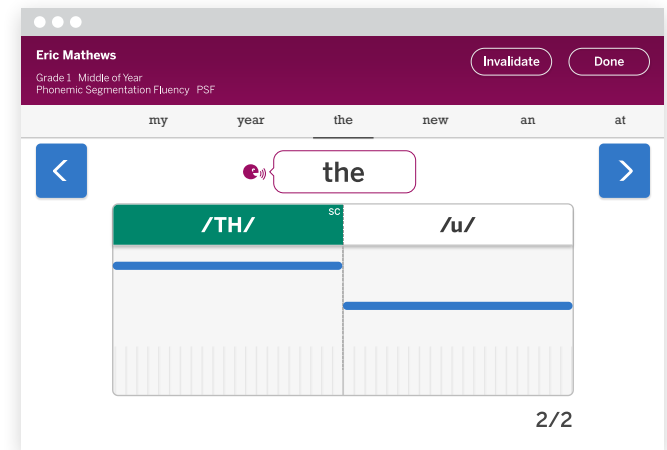 Eric Mathews
Grade 1 Middle of Year
Phonemic Segmentation Fluency PSF
Invalidate Done
my year the new an at
the
/TH/ SC /u/
2/2